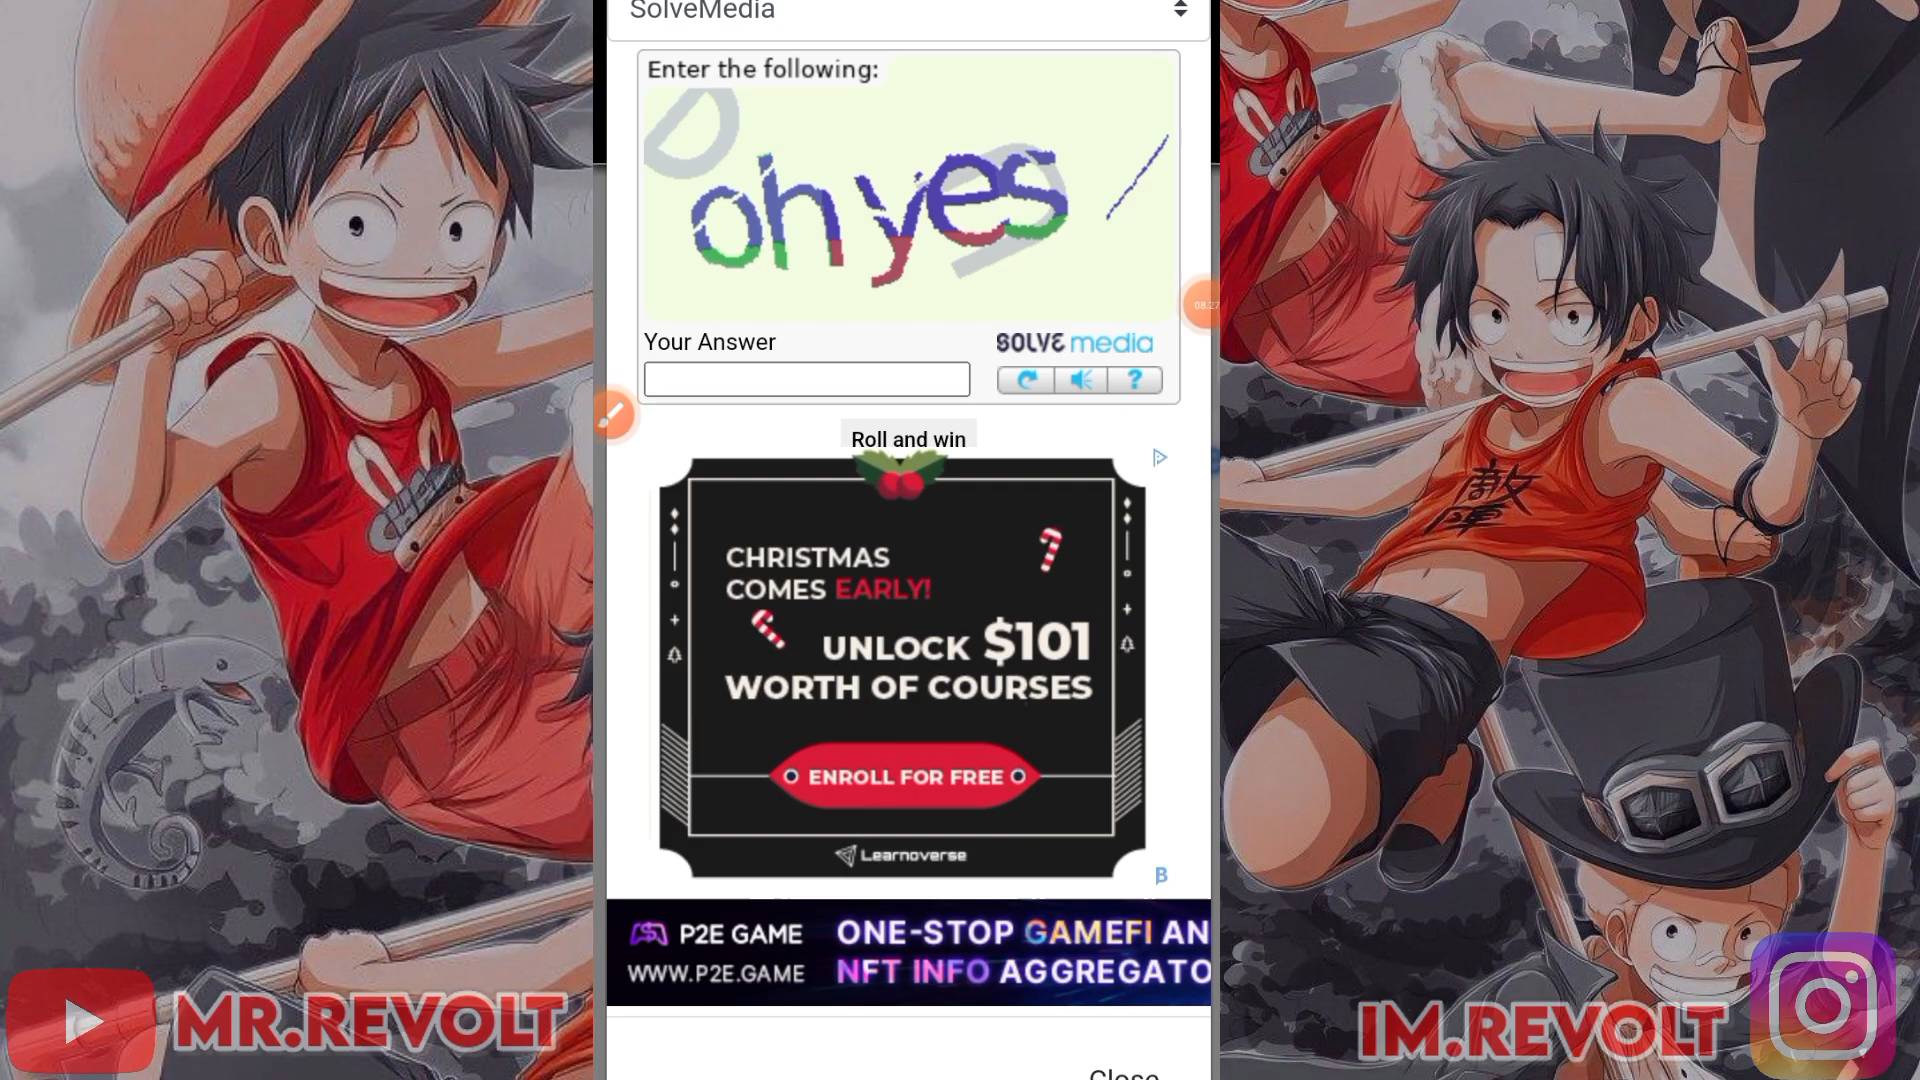 SolveMedia
Enter the following:
oh yes
Your Answer
SOLVE media
?
08:27
Roll and win
CHRISTMAS
COMES EARLY!
UNLOCK $101
WORTH OF COURSES
ENROLL FOR FREE
Learnoverse
P2E GAME
WWW.P2E.GAME
ONE-STOP GAMEFI AN
NFT INFO AGGREGATO
Close
MR.REVOLT
IM.REVOLT